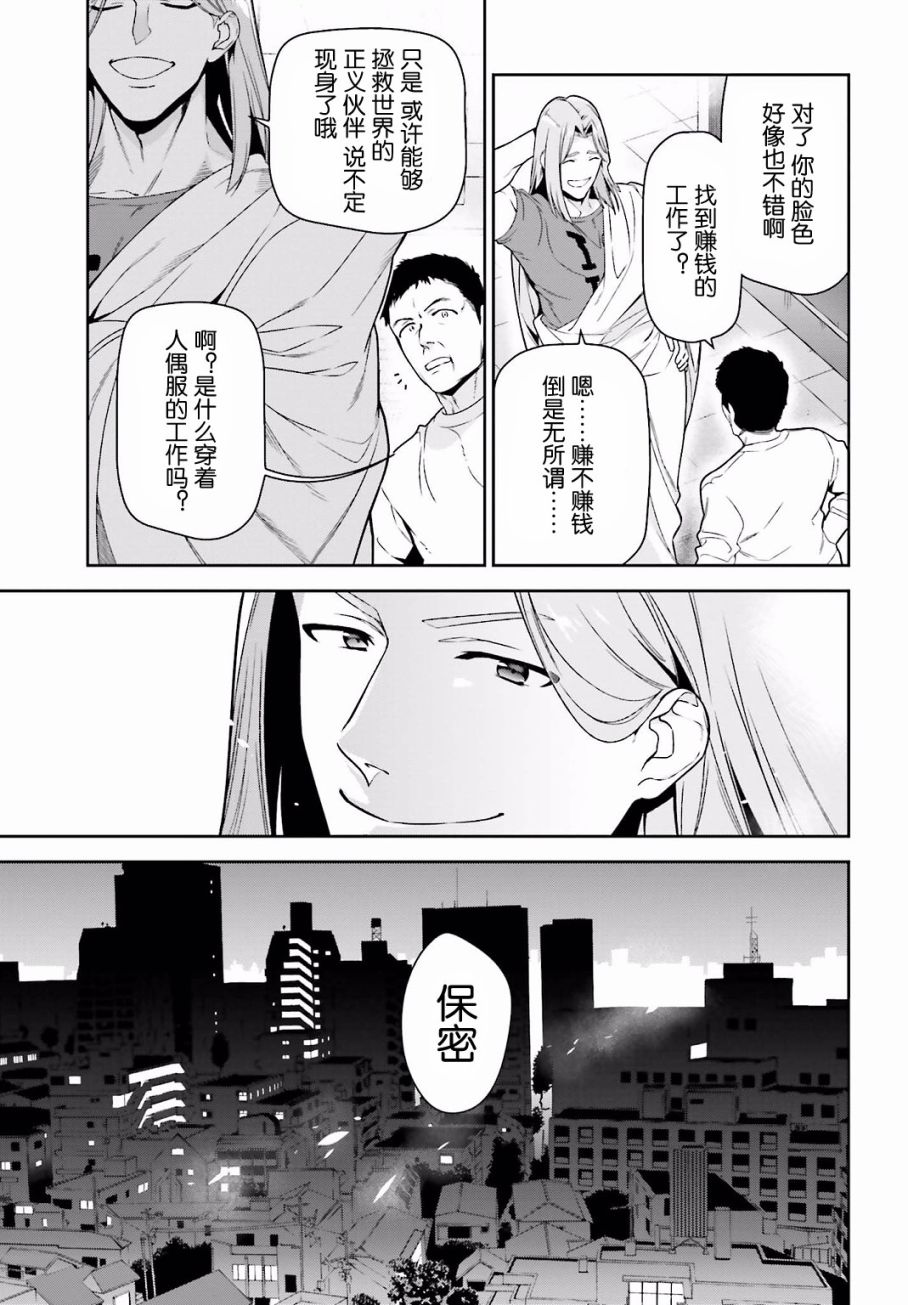 对了 你的脸色
好像也不错啊
找到赚钱的
工作了？
嗯……赚不赚钱
倒是无所谓……
只是 或许能够
拯救世界的
正义伙伴 说不定
现身了哦
啊？是什么穿着
人偶服的工作吗？
保密